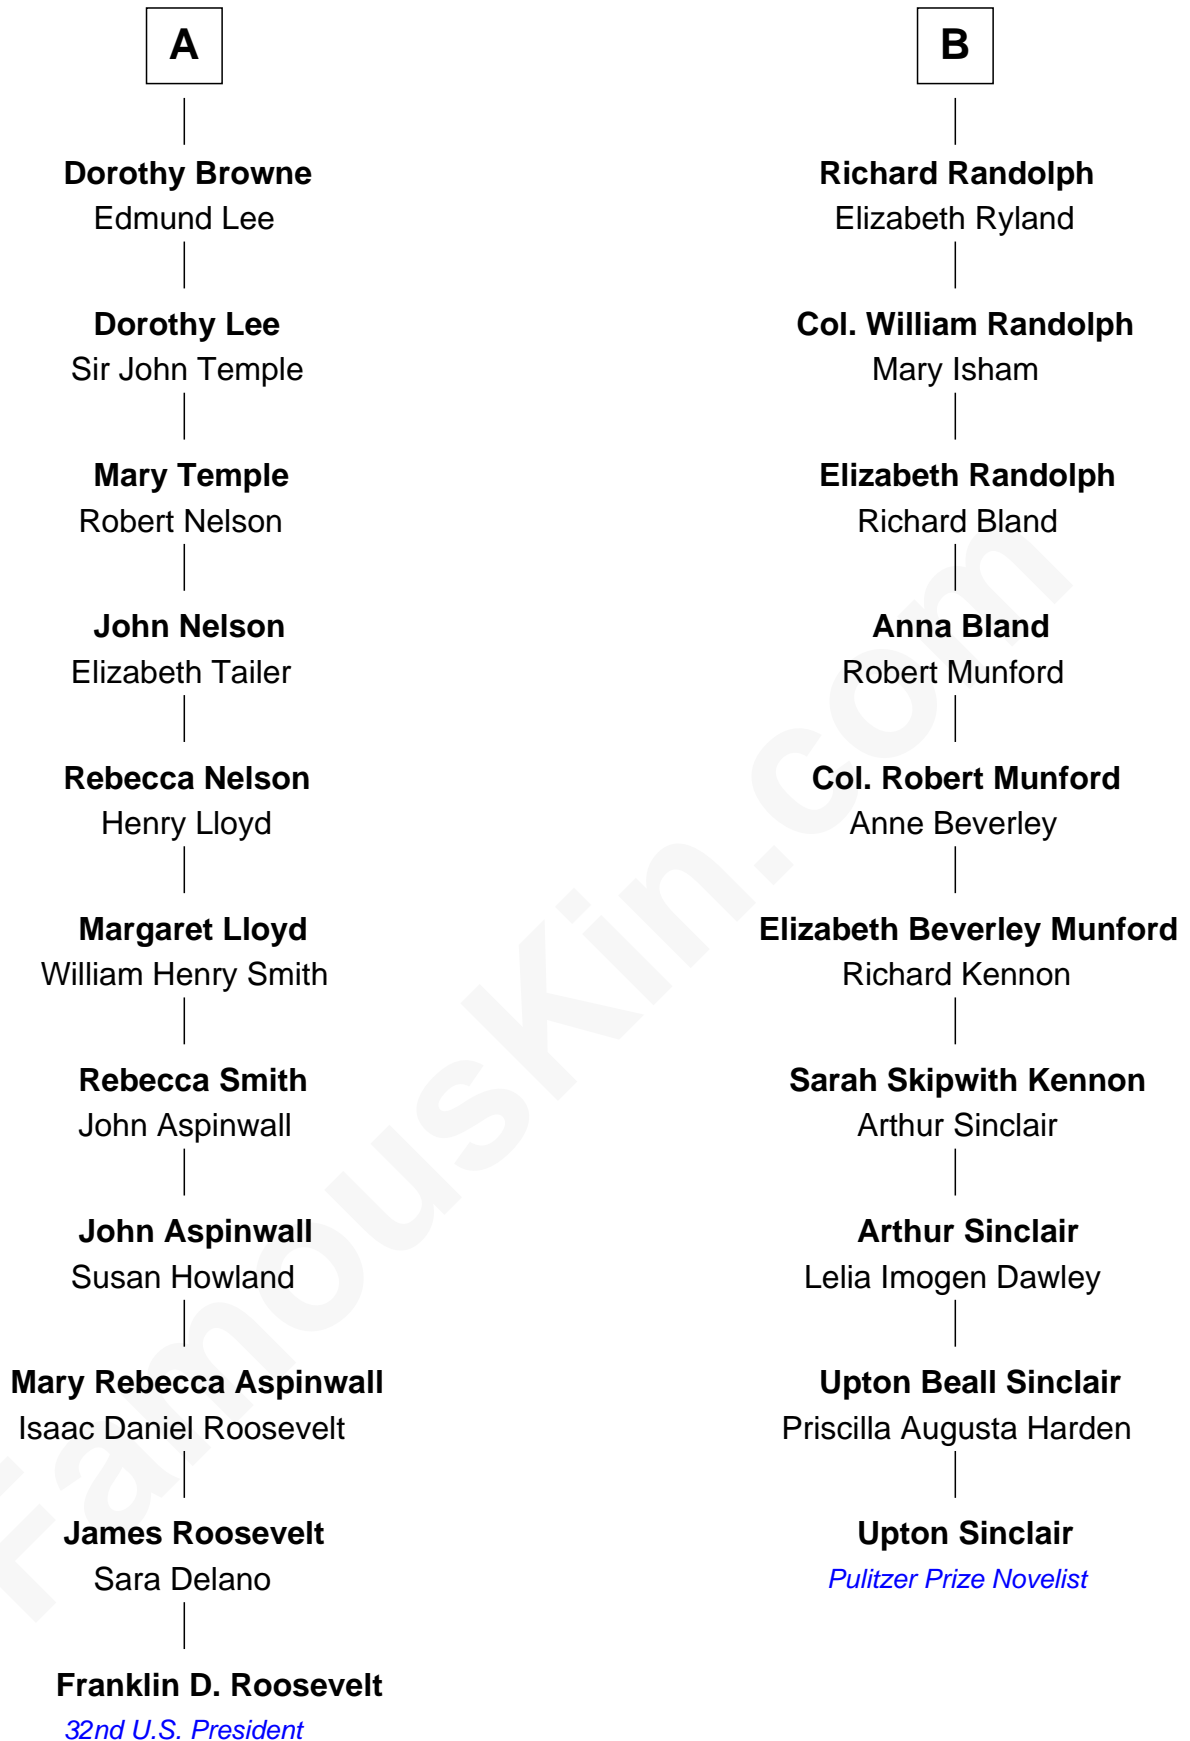 A
Dorothy Browne
Edmund Lee
Dorothy Lee
Sir John Temple
Mary Temple
Robert Nelson
John Nelson
Elizabeth Tailer
Rebecca Nelson
Henry Lloyd
Margaret Lloyd
William Henry Smith
Rebecca Smith
John Aspinwall
John Aspinwall
Susan Howland
Mary Rebecca Aspinwall
Isaac Daniel Roosevelt
James Roosevelt
Sara Delano
Franklin D. Roosevelt
32nd U.S. President
B
Richard Randolph
Elizabeth Ryland
Col. William Randolph
Mary Isham
Elizabeth Randolph
Richard Bland
Anna Bland
Robert Munford
Col. Robert Munford
Anne Beverley
Elizabeth Beverley Munford
Richard Kennon
Sarah Skipwith Kennon
Arthur Sinclair
Arthur Sinclair
Lelia Imogen Dawley
Upton Beall Sinclair
Priscilla Augusta Harden
Upton Sinclair
Pulitzer Prize Novelist
FamousKin.com